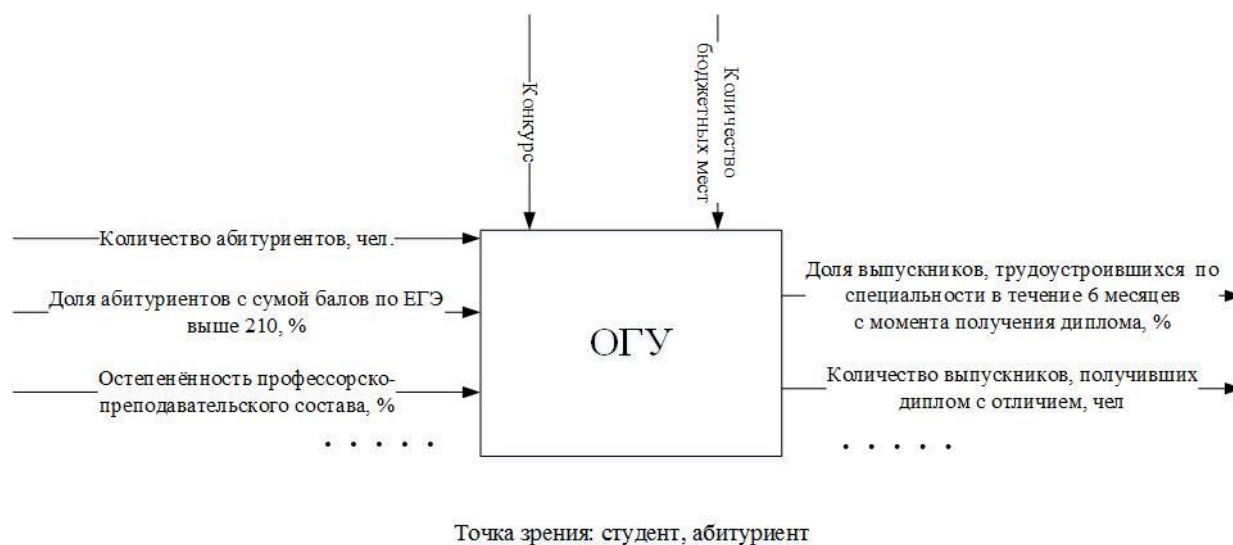 Конкурс
Количество
бюджетных мест
Количество абитуриентов, чел.
Доля абитуриентов с сумой балов по ЕГЭ
выше 210, %
Остепенённость профессорско-
преподавательского состава, %
. . . . .
ОГУ
Доля выпускников, трудоустроившихся по
специальности в течение 6 месяцев
с момента получения диплома, %
Количество выпускников, получивших
диплом с отличием, чел
. . . . .
Точка зрения: студент, абитуриент